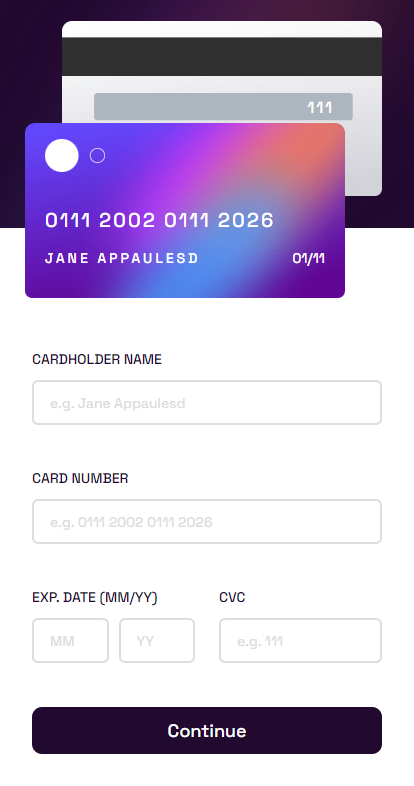 111
0111 2002 0111 2026
JANE APPAULESD 01/11
CARDHOLDER NAME
e.g. Jane Appaulesd
CARD NUMBER
e.g. 0111 2002 0111 2026
EXP. DATE (MM/YY) CVC
MM YY e.g. 111
Continue